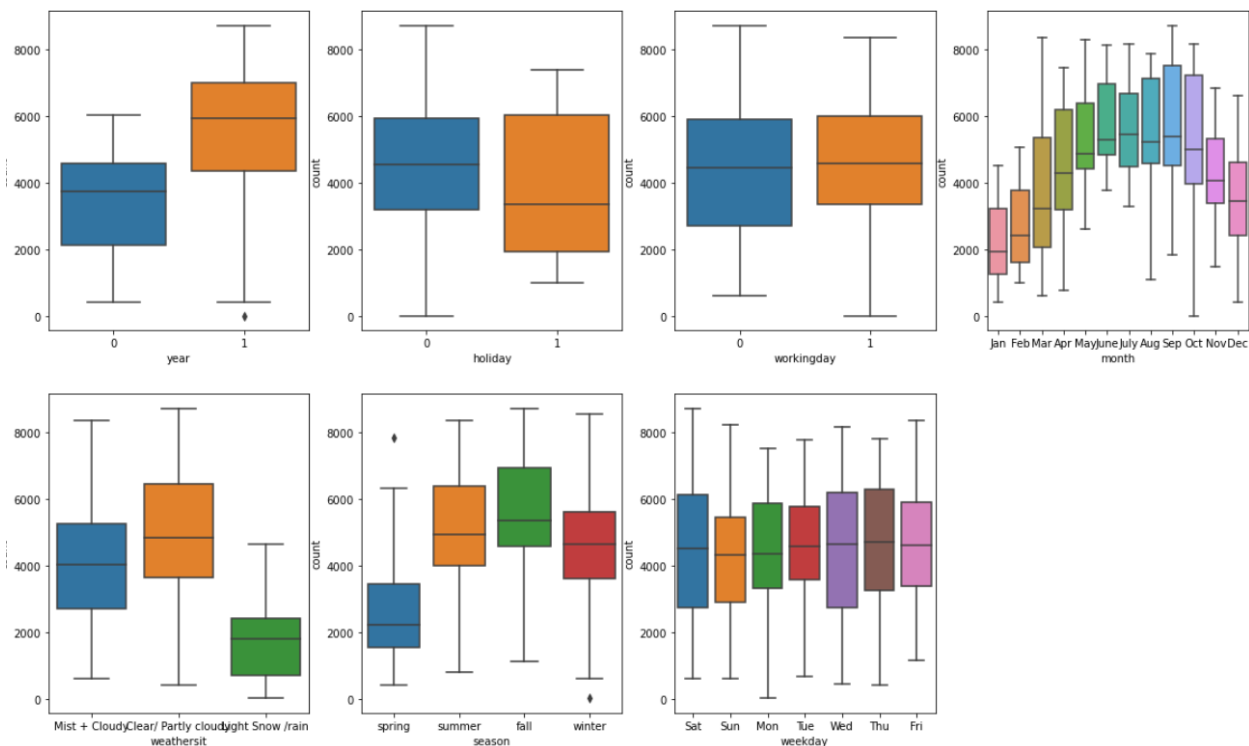 8000
6000
4000
2000
0
0 1
year
count
8000
6000
4000
2000
0
0 1
holiday
count
8000
6000
4000
2000
0
0 1
workingday
count
8000
6000
4000
2000
0
Jan Feb Mar Apr May June July Aug Sep Oct Nov Dec
month
8000
6000
4000
2000
0
Mist + Cloudy Clear/ Partly cloudy Light Snow /rain
weathersit
count
8000
6000
4000
2000
0
spring summer fall winter
season
count
8000
6000
4000
2000
0
Sat Sun Mon Tue Wed Thu Fri
weekday